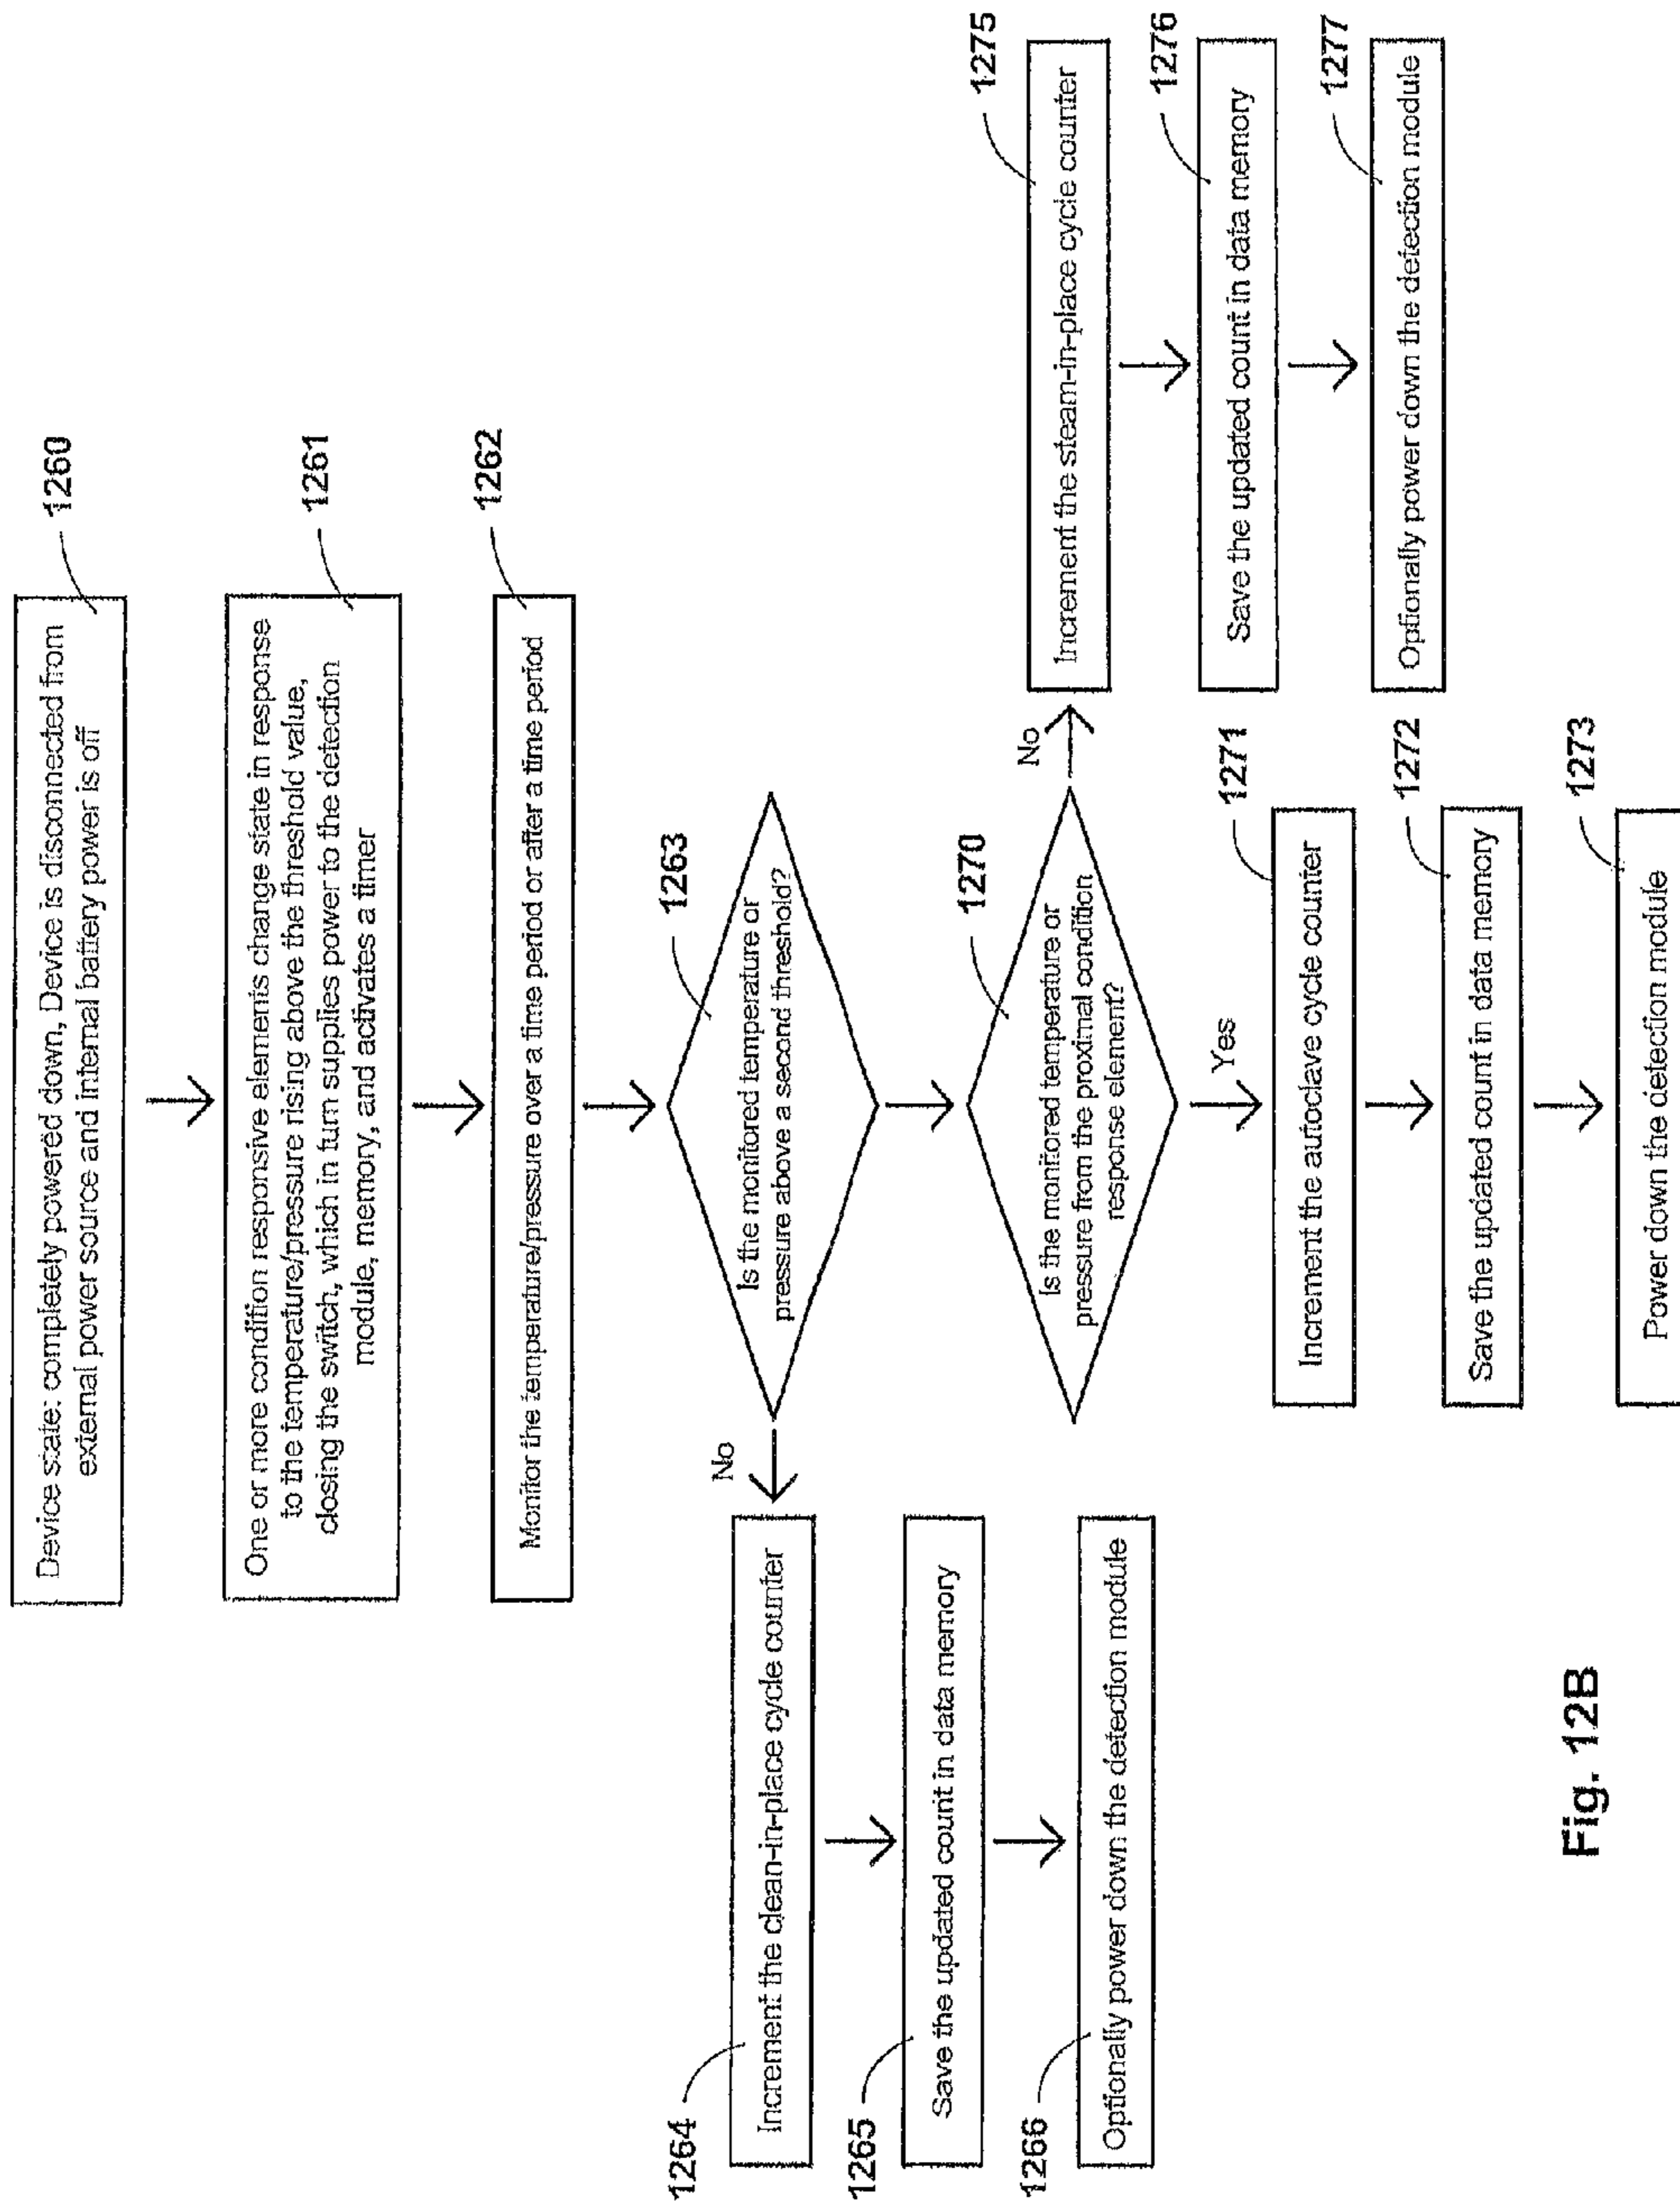 Device state: completely powered down, Device is disconnected from
external power source and internal battery power is off
1260
One or more condition responsive elements change state in response
to the temperature/pressure rising above the threshold value,
closing the switch, which in turn supplies power to the detection
module, memory, and activates a timer
1261
Monitor the temperature/pressure over a time period or after a time period
1262
Is the monitored temperature or
pressure above a second threshold?
1263
No
Increment the clean-in-place cycle counter
1264
Save the updated count in data memory
1265
Optionally power down the detection module
1266
Is the monitored temperature or
pressure from the proximal condition
response element?
1270
Yes
Increment the autoclave cycle counter
1271
Save the updated count in data memory
1272
Power down the detection module
1273
No
Increment the steam-in-place cycle counter
1275
Save the updated count in data memory
1276
Optionally power down the detection module
1277
Fig. 12B